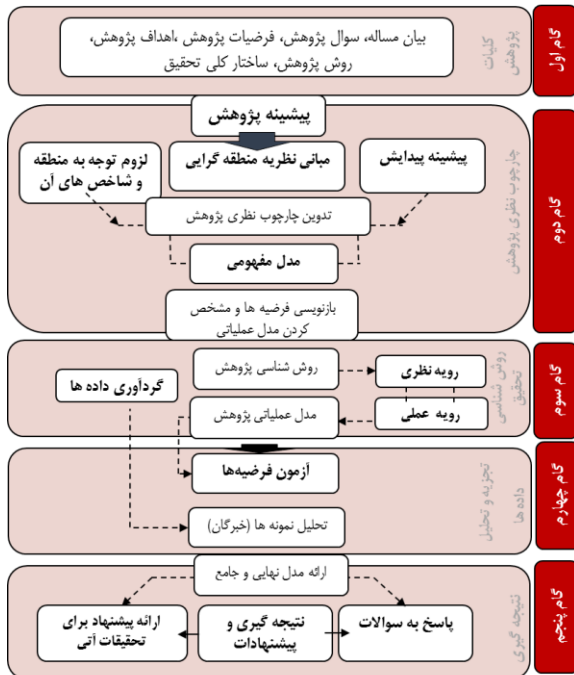 گام اول
پژوهش
کلیات
بیان مساله، سوال پژوهش، فرضیات پژوهش ،اهداف پژوهش،
روش پژوهش، ساختار کلی تحقیق
گام دوم
چارچوب نظری پژوهش
پیشینه پژوهش
پیشینه پیدایش
مبانی نظریه منطقه گرایی
لزوم توجه به منطقه
و شاخص های آن
تدوین چارچوب نظری پژوهش
مدل مفهومی
بازنویسی فرضیه ها و مشخص
کردن مدل عملیاتی
گام سوم
روش شناسی
تحقیق
روش شناسی پژوهش
رویه نظری
گردآوری داده ها
مدل عملیاتی پژوهش
رویه عملی
گام چهارم
تجزیه و تحلیل
داده ها
آزمون فرضیه‌ها
تحلیل نمونه ها (خبرگان)
گام پنجم
نتیجه گیری
ارائه مدل نهایی و جامع
پاسخ به سوالات
نتیجه گیری و
پیشنهادات
ارائه پیشنهاد برای
تحقیقات آتی